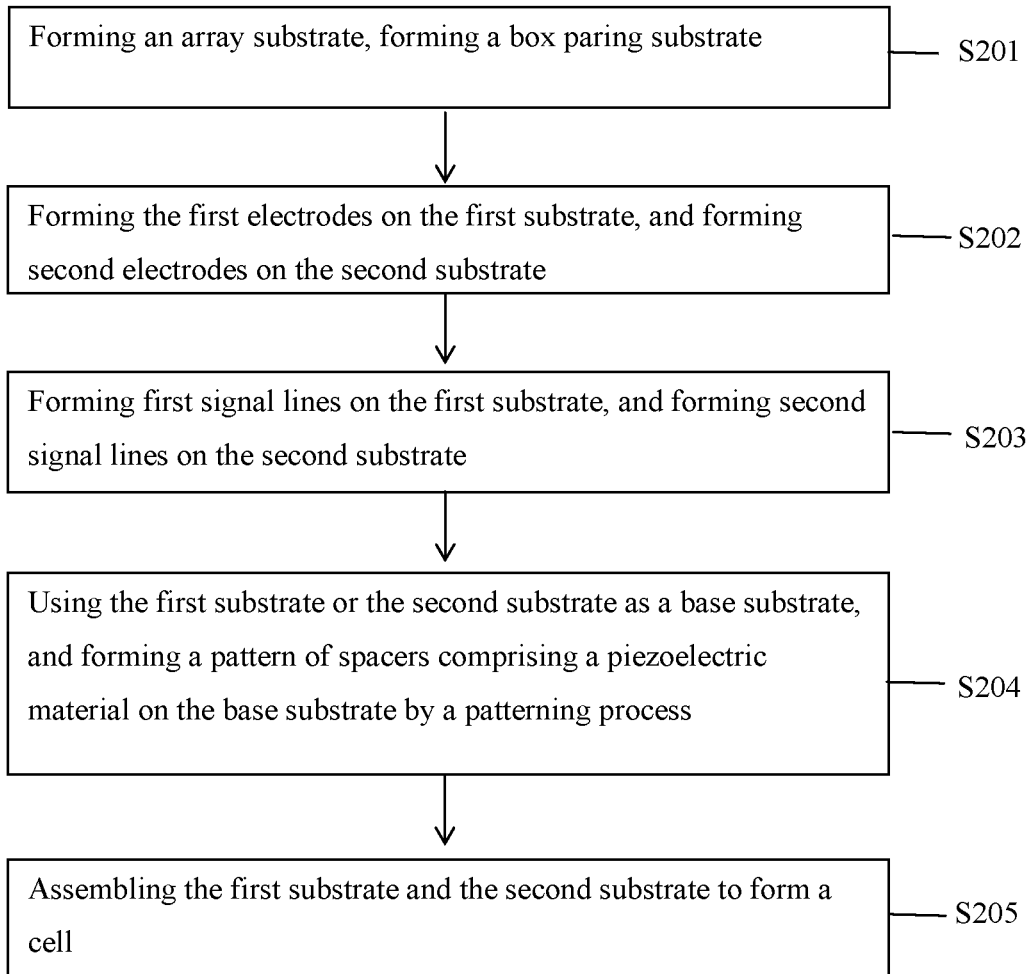 Forming an array substrate, forming a box paring substrate
S201
Forming the first electrodes on the first substrate, and forming
second electrodes on the second substrate
S202
Forming first signal lines on the first substrate, and forming second
signal lines on the second substrate
S203
Using the first substrate or the second substrate as a base substrate,
and forming a pattern of spacers comprising a piezoelectric
material on the base substrate by a patterning process
S204
Assembling the first substrate and the second substrate to form a
cell
S205